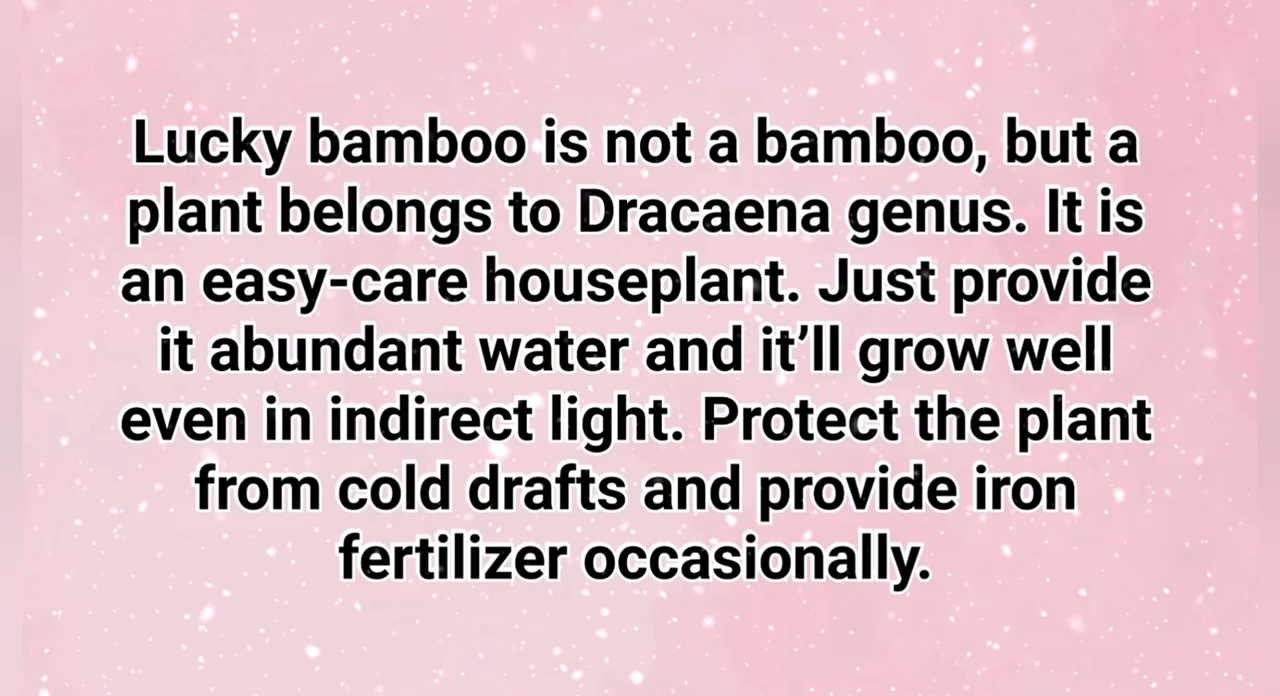 Lucky bamboo is not a bamboo, but a
plant belongs to Dracaena genus. It is
an easy-care houseplant. Just provide
it abundant water and it’ll grow well
even in indirect light. Protect the plant
from cold drafts and provide iron
fertilizer occasionally.